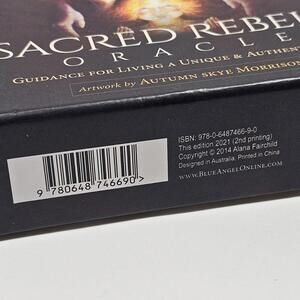 SACRED REBEL
ORACLE
GUIDANCE FOR LIVING A UNIQUE & AUTHEN
Artwork by AUTUMN SKYE MORRISON
ISBN: 978-0-6487466-9-0
This edition 2021 (2nd printing)
Copyright © 2014 Alana Fairchild
Designed in Australia. Printed in China
WWW.BLUEANGELONLINE.COM
9 780648 746690 >